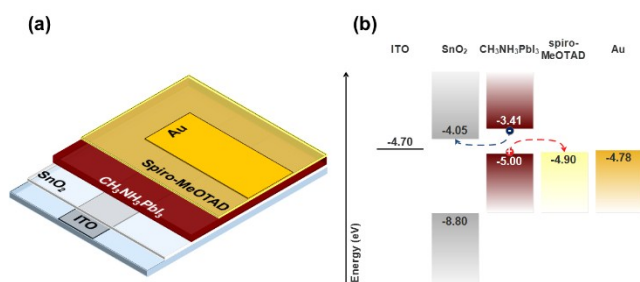 (a)
Au
Spiro-MeOTAD
CH₃NH₃PbI₃
SnO₂
ITO
(b)
ITO
SnO₂
CH₃NH₃PbI₃
spiro-
MeOTAD
Au
Energy (eV)
-3.41
-4.05
-4.70
-5.00
-4.90
-4.78
-8.80